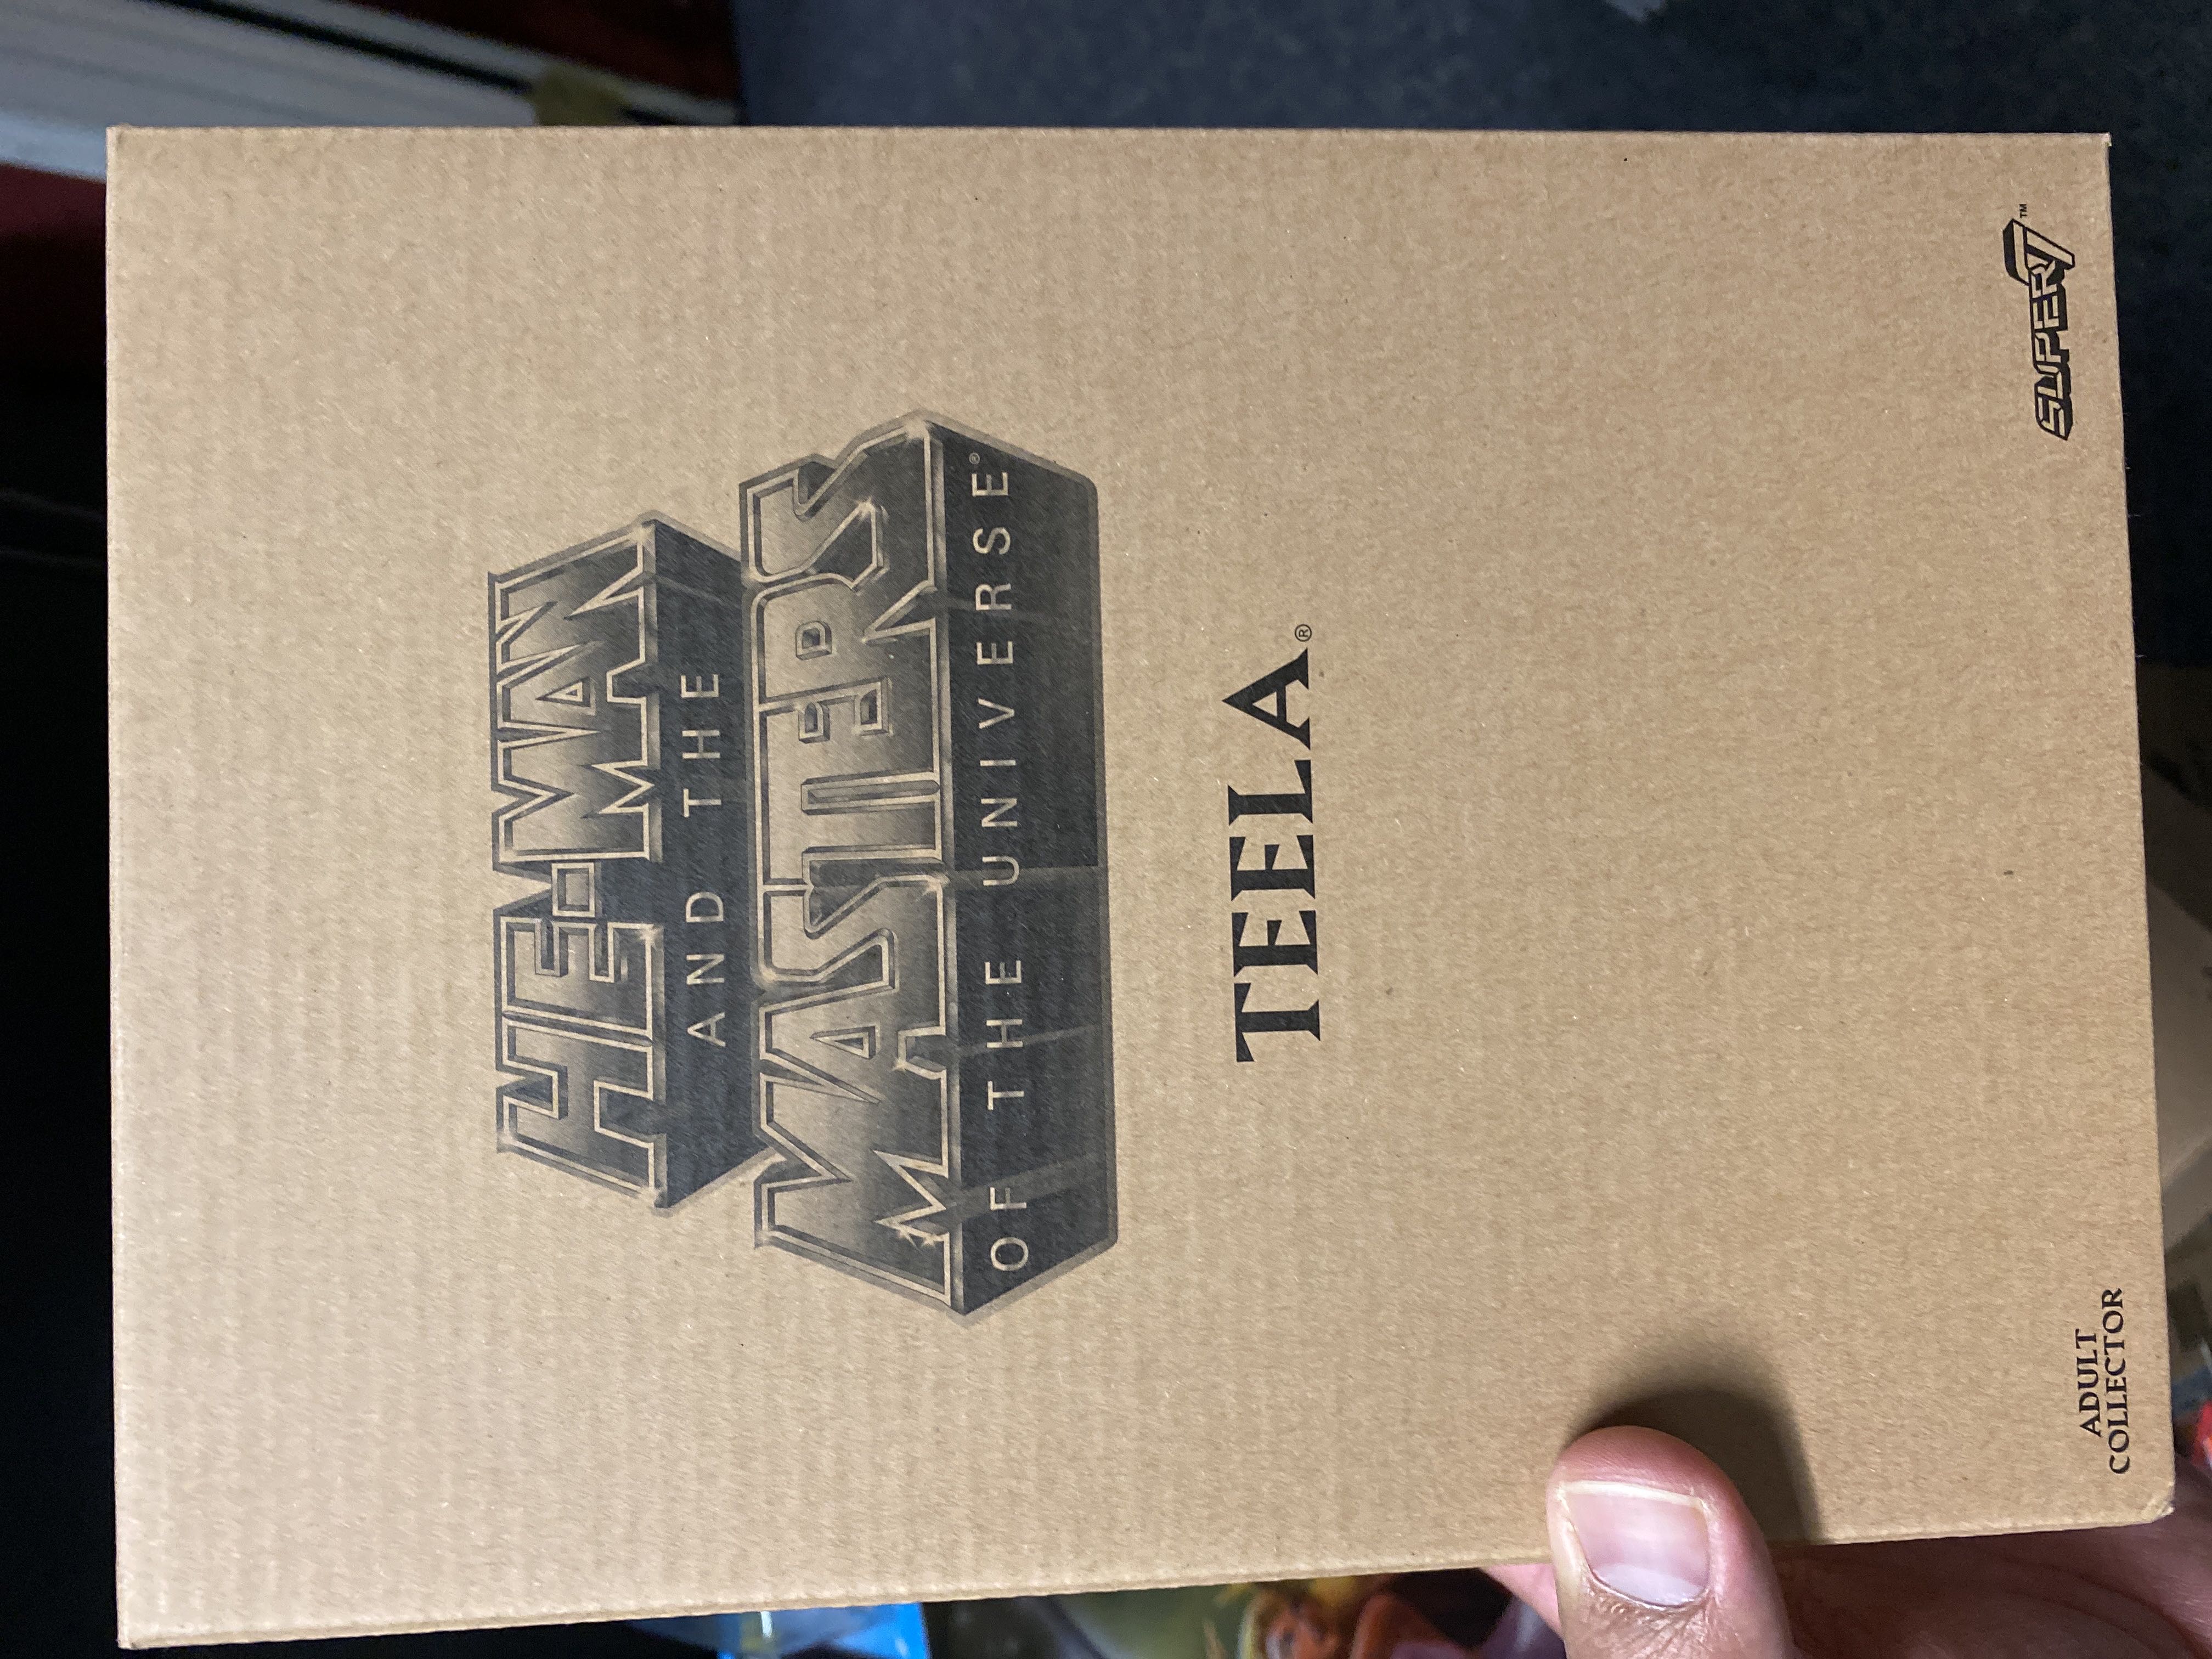 HE-MAN
AND THE
MASTERS
OF THE UNIVERSE®
TEELA®
ADULT
COLLECTOR
SUPER7™